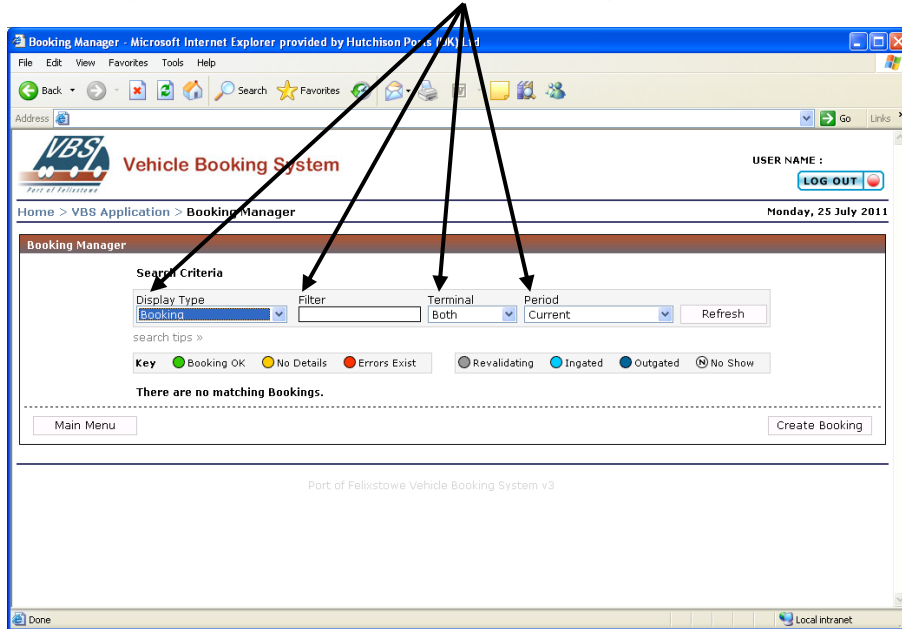 Booking Manager - Microsoft Internet Explorer provided by Hutchison Ports (UK) Ltd
File Edit View Favorites Tools Help
Back Search Favorites
Address Go Links
VBS
Port of Felixstowe
Vehicle Booking System
USER NAME :
LOG OUT
Home > VBS Application > Booking Manager
Monday, 25 July 2011
Booking Manager
Search Criteria
Display Type Filter Terminal Period
Booking Both Current Refresh
search tips »
Key Booking OK No Details Errors Exist Revalidating Ingated Outgated N No Show
There are no matching Bookings.
Main Menu Create Booking
Port of Felixstowe Vehicle Booking System v3
Done Local intranet